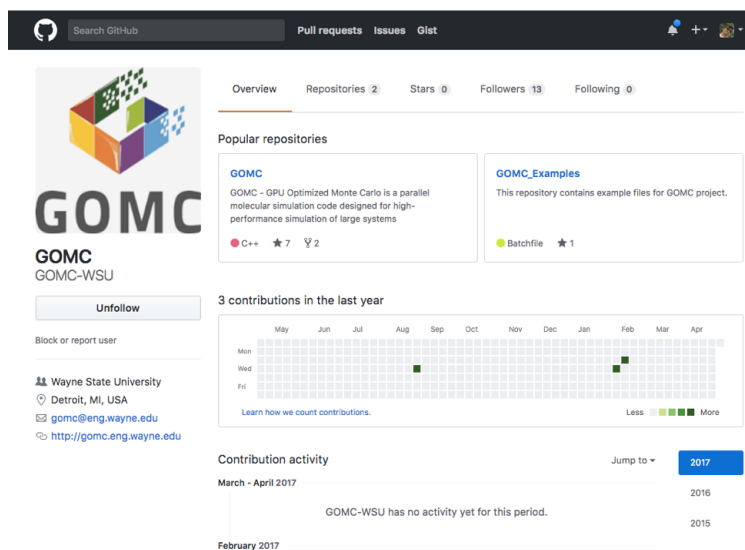 Search GitHub
Pull requests Issues Gist
GOMC
GOMC
GOMC-WSU
Unfollow
Block or report user
Wayne State University
Detroit, MI, USA
gomc@eng.wayne.edu
http://gomc.eng.wayne.edu
Overview Repositories 2 Stars 0 Followers 13 Following 0
Popular repositories
GOMC
GOMC - GPU Optimized Monte Carlo is a parallel
molecular simulation code designed for high-
performance simulation of large systems
C++ 7 2
GOMC_Examples
This repository contains example files for GOMC project.
Batchfile 1
3 contributions in the last year
May Jun Jul Aug Sep Oct Nov Dec Jan Feb Mar Apr
Mon
Wed
Fri
Learn how we count contributions.
Less More
Contribution activity
Jump to
2017
2016
2015
March - April 2017
GOMC-WSU has no activity yet for this period.
February 2017